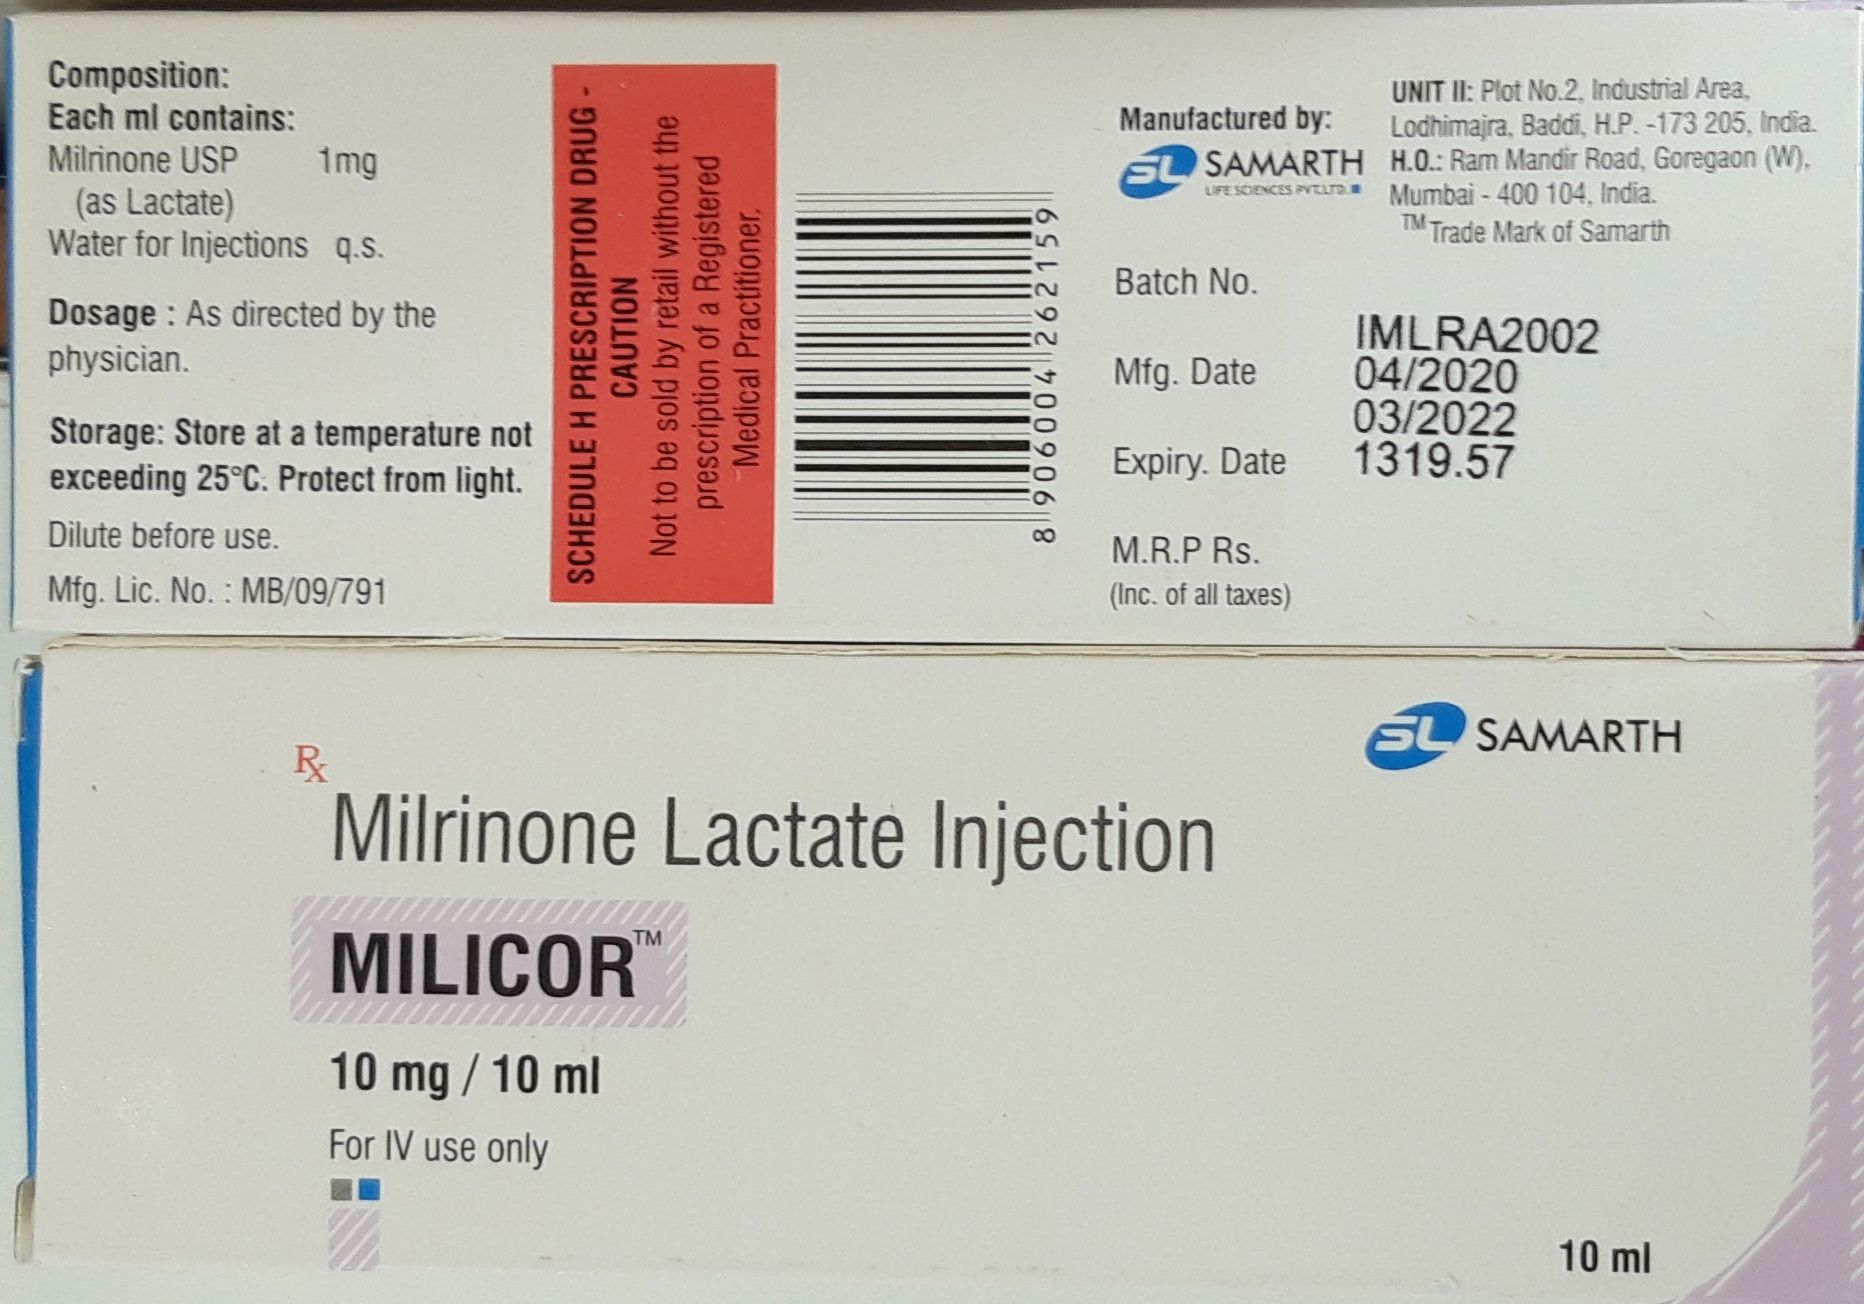 Composition:
Each ml contains:
Milrinone USP 1mg
(as Lactate)
Water for Injections q.s.
Dosage : As directed by the
physician.
Storage: Store at a temperature not
exceeding 25°C. Protect from light.
Dilute before use.
Mfg. Lic. No. : MB/09/791
SCHEDULE H PRESCRIPTION DRUG -
CAUTION
Not to be sold by retail without the
prescription of a Registered
Medical Practitioner.
8 906004 262159
Manufactured by:
SL SAMARTH
LIFE SCIENCES PVT.LTD.
UNIT II: Plot No.2, Industrial Area,
Lodhimajra, Baddi, H.P. -173 205, India.
H.O.: Ram Mandir Road, Goregaon (W),
Mumbai - 400 104, India.
TM Trade Mark of Samarth
Batch No.
Mfg. Date
Expiry. Date
M.R.P Rs.
(Inc. of all taxes)
IMLRA2002
04/2020
03/2022
1319.57
SL SAMARTH
Rx
Milrinone Lactate Injection
MILICOR™
10 mg / 10 ml
For IV use only
10 ml